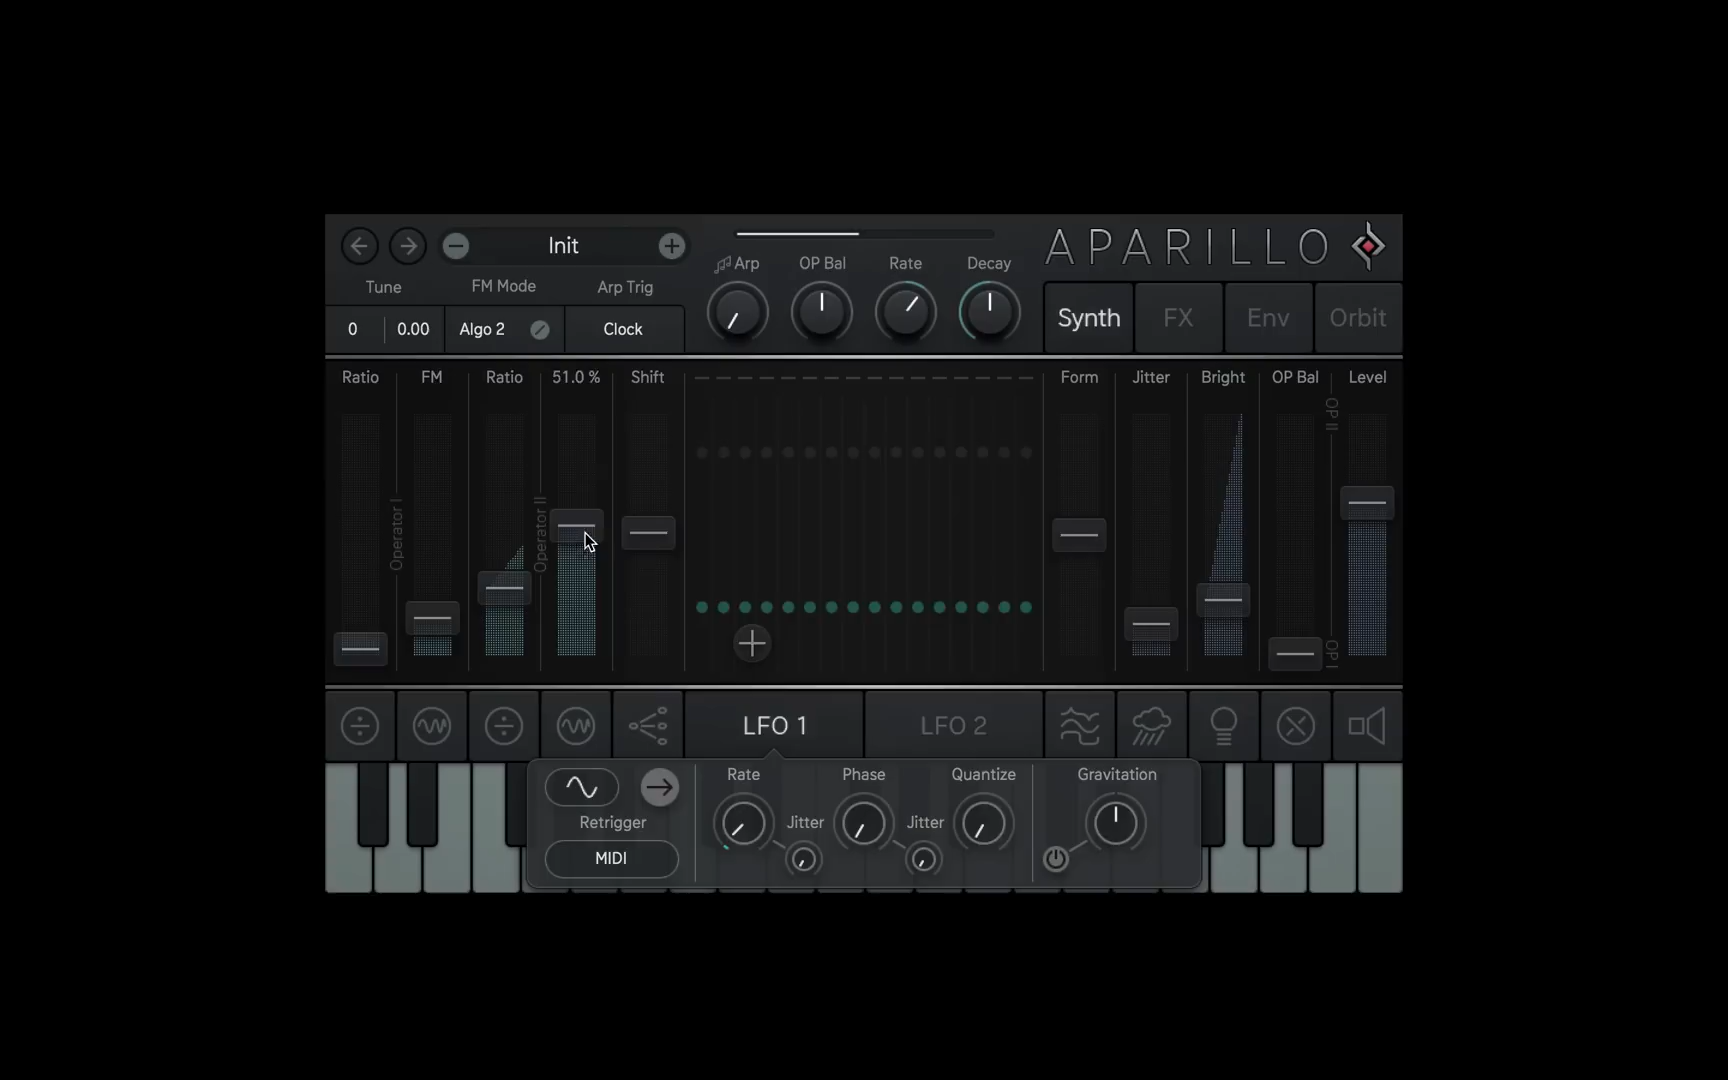 Init
APARILLO
Tune
FM Mode
Arp Trig
Arp
OP Bal
Rate
Decay
0
0.00
Algo 2
Clock
Synth
FX
Env
Orbit
Ratio
FM
Ratio
51.0 %
Shift
Form
Jitter
Bright
OP Bal
Level
Operator I
Operator II
OP II
OP I
LFO 1
LFO 2
Retrigger
MIDI
Rate
Jitter
Phase
Jitter
Quantize
Gravitation